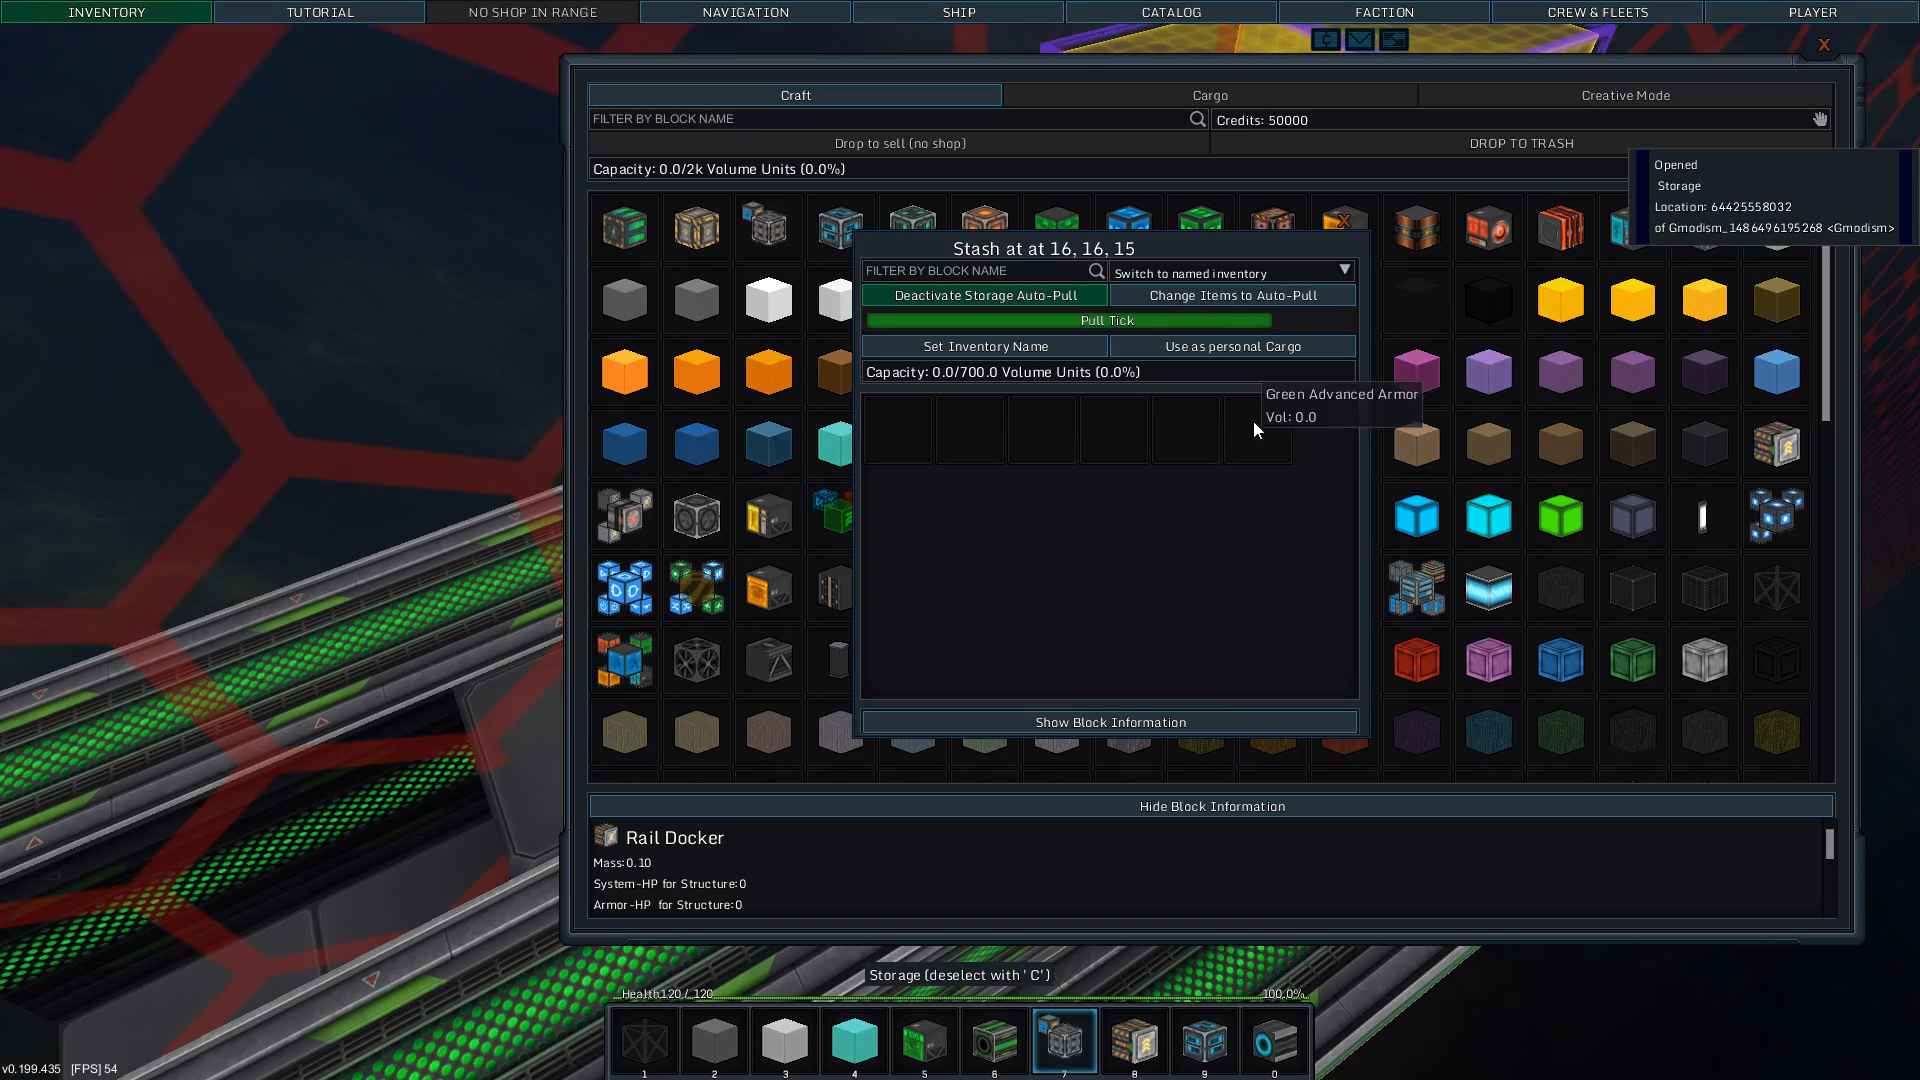 INVENTORY
TUTORIAL
NO SHOP IN RANGE
NAVIGATION
SHIP
CATALOG
FACTION
CREW & FLEETS
PLAYER
X
Craft
Cargo
Creative Mode
FILTER BY BLOCK NAME
Credits: 50000
Drop to sell (no shop)
DROP TO TRASH
Capacity: 0.0/2k Volume Units (0.0%)
Opened
Storage
Location: 64425558032
of Gmodism_1486496195268 <Gmodism>
X
Stash at at 16, 16, 15
FILTER BY BLOCK NAME
Switch to named inventory
Deactivate Storage Auto-Pull
Change Items to Auto-Pull
Pull Tick
Set Inventory Name
Use as personal Cargo
Capacity: 0.0/700.0 Volume Units (0.0%)
Green Advanced Armor
Vol: 0.0
Show Block Information
Hide Block Information
Rail Docker
Mass:0.10
System-HP for Structure:0
Armor-HP for Structure:0
Storage (deselect with 'C')
Health120 / 120
100.0%
1
2
3
4
5
6
7
8
9
0
v0.199.435 [FPS] 54